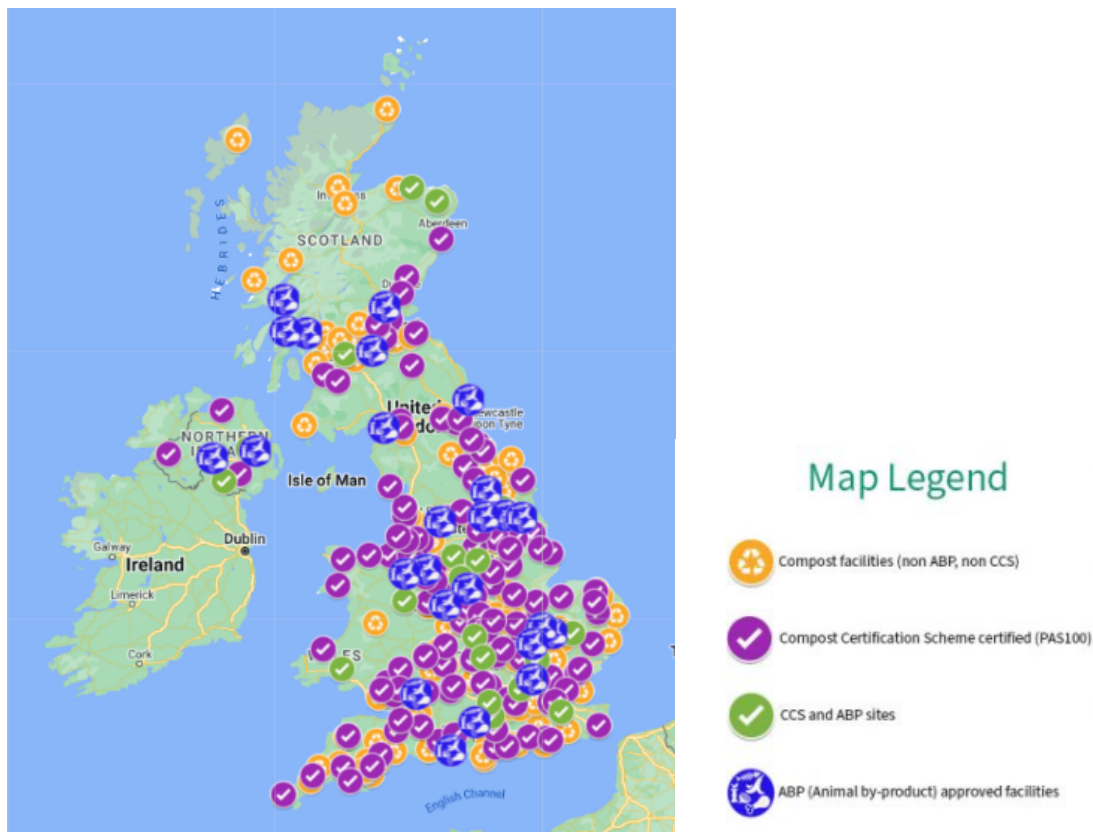 HEBRIDES
SCOTLAND
Aberdeen
United
NORTHERN
Isle of Man
Dublin
Galway
Ireland
Limerick
Cork
English Channel
Map Legend
Compost facilities (non ABP, non CCS)
Compost Certification Scheme certified (PAS100)
CCS and ABP sites
ABP (Animal by-product) approved facilities